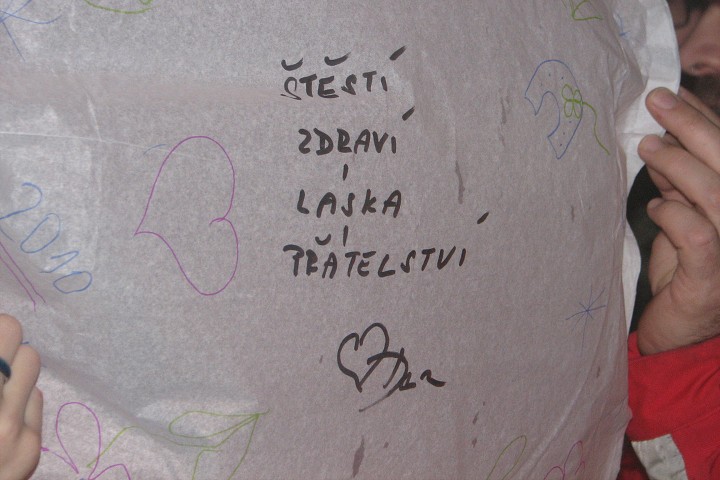 ŠTĚSTÍ
ZDRAVÍ
LÁSKA
PŘÁTELSTVÍ
2010